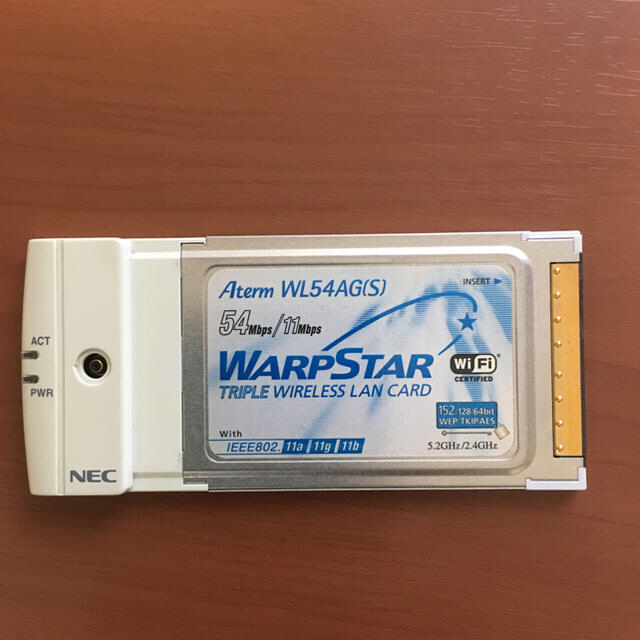 Aterm WL54AG(S)
INSERT ▶
54Mbps/11Mbps
WARPSTAR
TRIPLE WIRELESS LAN CARD
Wi Fi
CERTIFIED
152 128/64bit
WEP TKIP AES
With
IEEE802. 11a 11g 11b
5.2GHz/2.4GHz
ACT
PWR
NEC